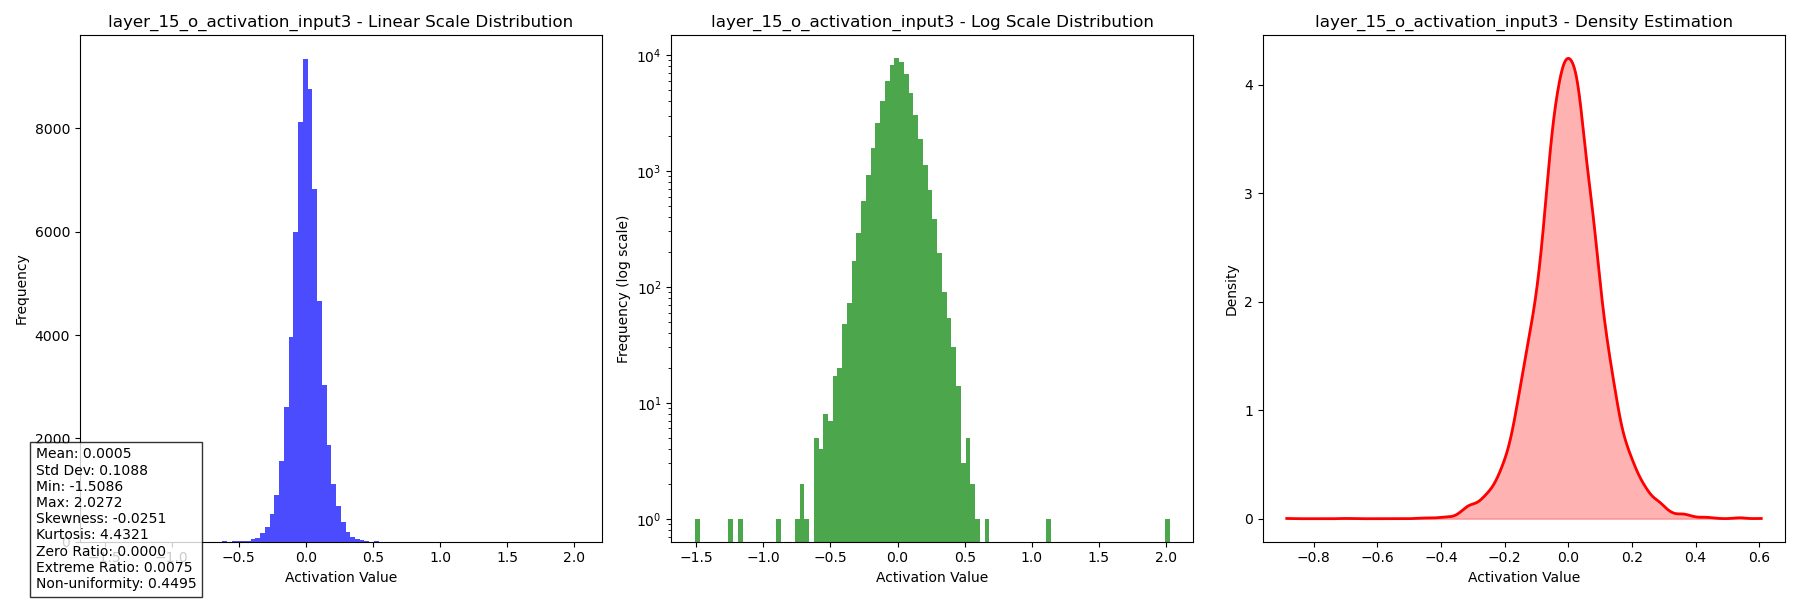 layer_15_o_activation_input3 - Linear Scale Distribution
Frequency
8000
6000
4000
2000
−0.5
0.0
0.5
1.0
1.5
2.0
Activation Value
Mean: 0.0005
Std Dev: 0.1088
Min: -1.5086
Max: 2.0272
Skewness: -0.0251
Kurtosis: 4.4321
Zero Ratio: 0.0000
Extreme Ratio: 0.0075
Non-uniformity: 0.4495
layer_15_o_activation_input3 - Log Scale Distribution
Frequency (log scale)
10^4
10^3
10^2
10^1
10^0
−1.5
−1.0
−0.5
0.0
0.5
1.0
1.5
2.0
Activation Value
layer_15_o_activation_input3 - Density Estimation
Density
4
3
2
1
0
−0.8
−0.6
−0.4
−0.2
0.0
0.2
0.4
0.6
Activation Value